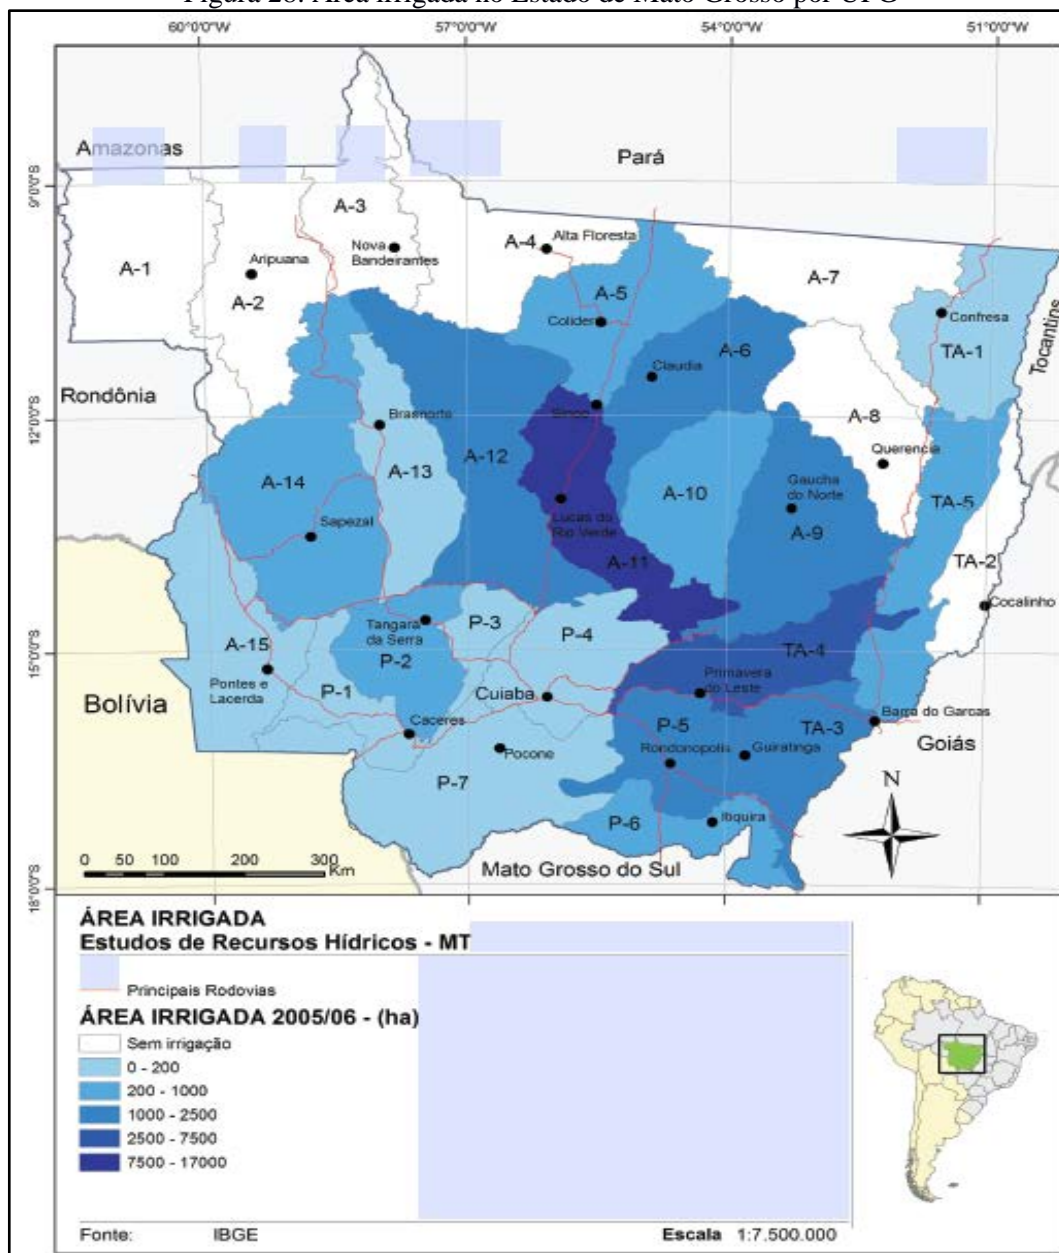 Figura 28: Área irrigada no Estado de Mato Grosso por UPG
60°0'0"W 57°0'0"W 54°0'0"W 51°0'0"W
Amazonas
Pará
9°0'0"S
A-3
A-4
Alta Floresta
Nova
Bandeirantes
A-1
Aripuana
A-2
A-7
A-5
Colider
Confresa
TA-1
Tocantins
A-6
Claudia
Rondônia
12°0'0"S
Brasnorte
Sinop
A-8
Querencia
A-12
A-13
A-14
A-10
Gaucha
do Norte
TA-5
Sapezal
Lucas do
Rio Verde
A-9
A-11
TA-2
Cocalinho
Tangará
da Serra
P-3
P-4
15°0'0"S
A-15
P-2
TA-4
Pontes e
Lacerda
P-1
Primavera
do Leste
Bolívia
Cuiaba
P-5
TA-3
Barra do Garcas
Caceres
Pocone
Rondonopolis
Guiratinga
Goiás
P-7
N
P-6
Ibquira
0 50 100 200 300
Km
Mato Grosso do Sul
18°0'0"S
ÁREA IRRIGADA
Estudos de Recursos Hídricos - MT
Principais Rodovias
ÁREA IRRIGADA 2005/06 - (ha)
Sem irrigação
0 - 200
200 - 1000
1000 - 2500
2500 - 7500
7500 - 17000
Fonte: IBGE Escala 1:7.500.000